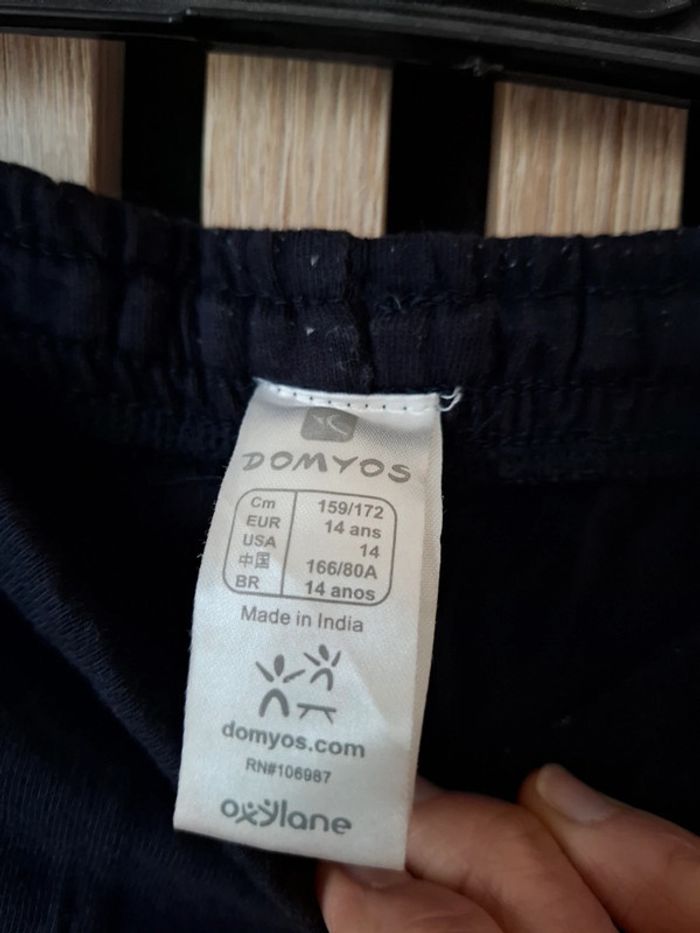 DOMYOS
Cm 159/172
EUR 14 ans
USA 14
中国 166/80A
BR 14 anos
Made in India
domyos.com
RN#106987
oxylane